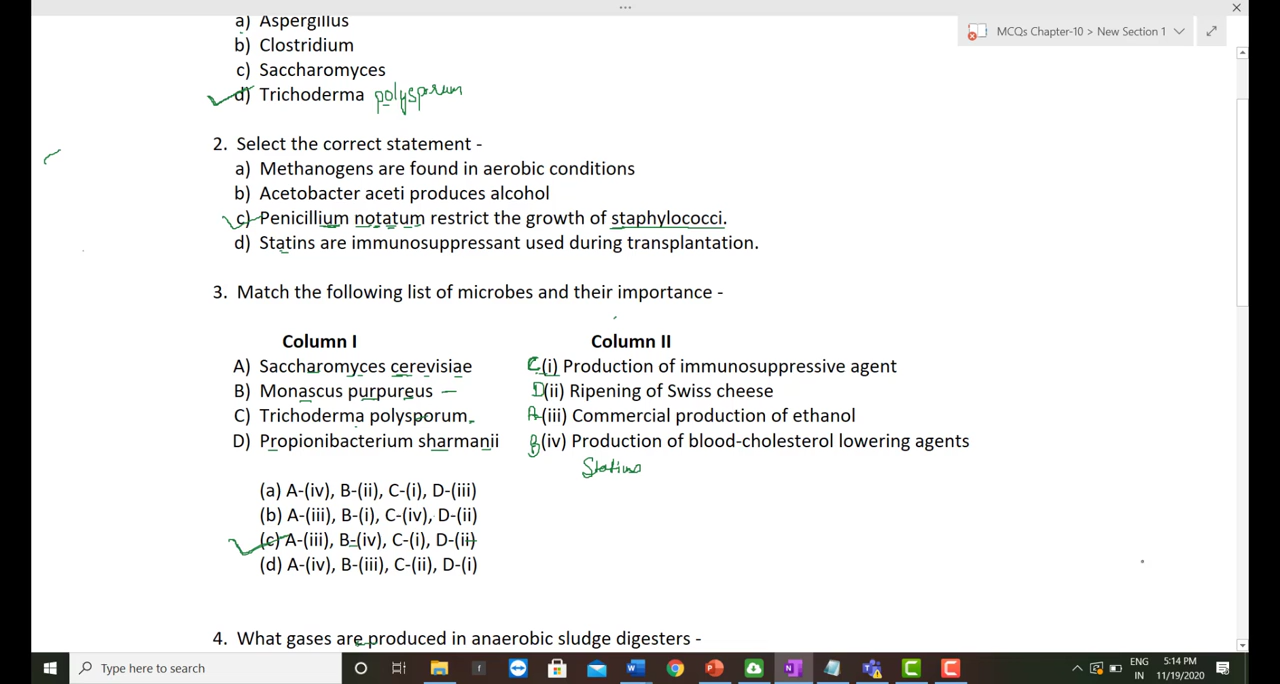 MCQs Chapter-10 > New Section 1
a) Aspergillus
b) Clostridium
c) Saccharomyces
d) Trichoderma polysporum
2. Select the correct statement -
a) Methanogens are found in aerobic conditions
b) Acetobacter aceti produces alcohol
c) Penicillium notatum restrict the growth of staphylococci.
d) Statins are immunosuppressant used during transplantation.
3. Match the following list of microbes and their importance -
Column I Column II
A) Saccharomyces cerevisiae C (i) Production of immunosuppressive agent
B) Monascus purpureus - D (ii) Ripening of Swiss cheese
C) Trichoderma polysporum. A (iii) Commercial production of ethanol
D) Propionibacterium sharmanii B (iv) Production of blood-cholesterol lowering agents
Statins
(a) A-(iv), B-(ii), C-(i), D-(iii)
(b) A-(iii), B-(i), C-(iv), D-(ii)
(c) A-(iii), B-(iv), C-(i), D-(ii)
(d) A-(iv), B-(iii), C-(ii), D-(i)
4. What gases are produced in anaerobic sludge digesters -
Type here to search
ENG
IN
5:14 PM
11/19/2020